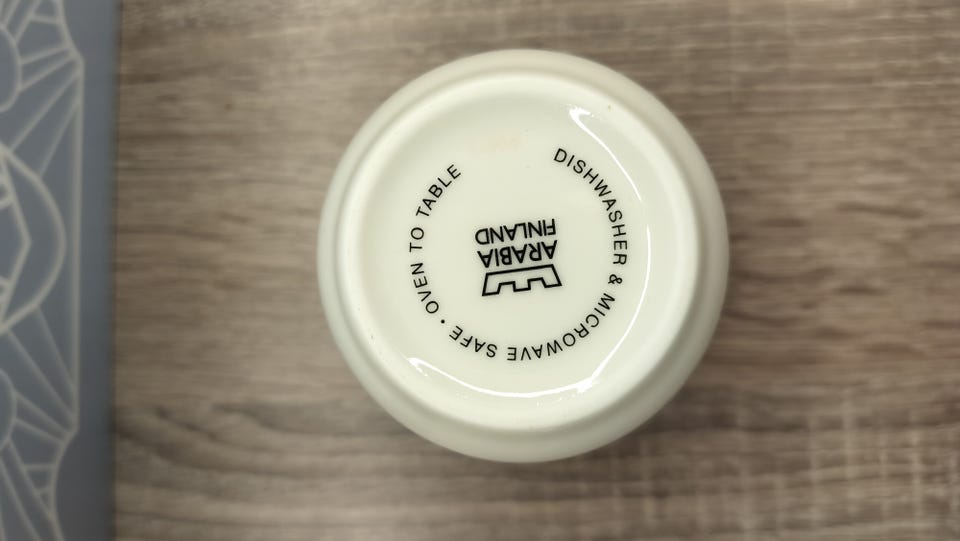 DISHWASHER & MICROWAVE SAFE • OVEN TO TABLE
ARABIA
FINLAND